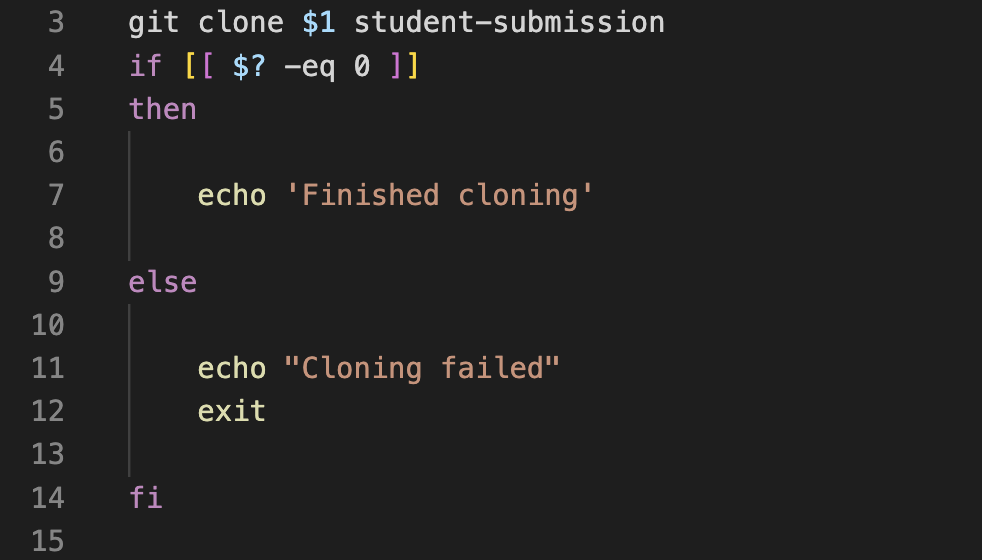 3 git clone $1 student-submission
4 if [[ $? -eq 0 ]]
5 then
6
7 echo 'Finished cloning'
8
9 else
10
11 echo "Cloning failed"
12 exit
13
14 fi
15